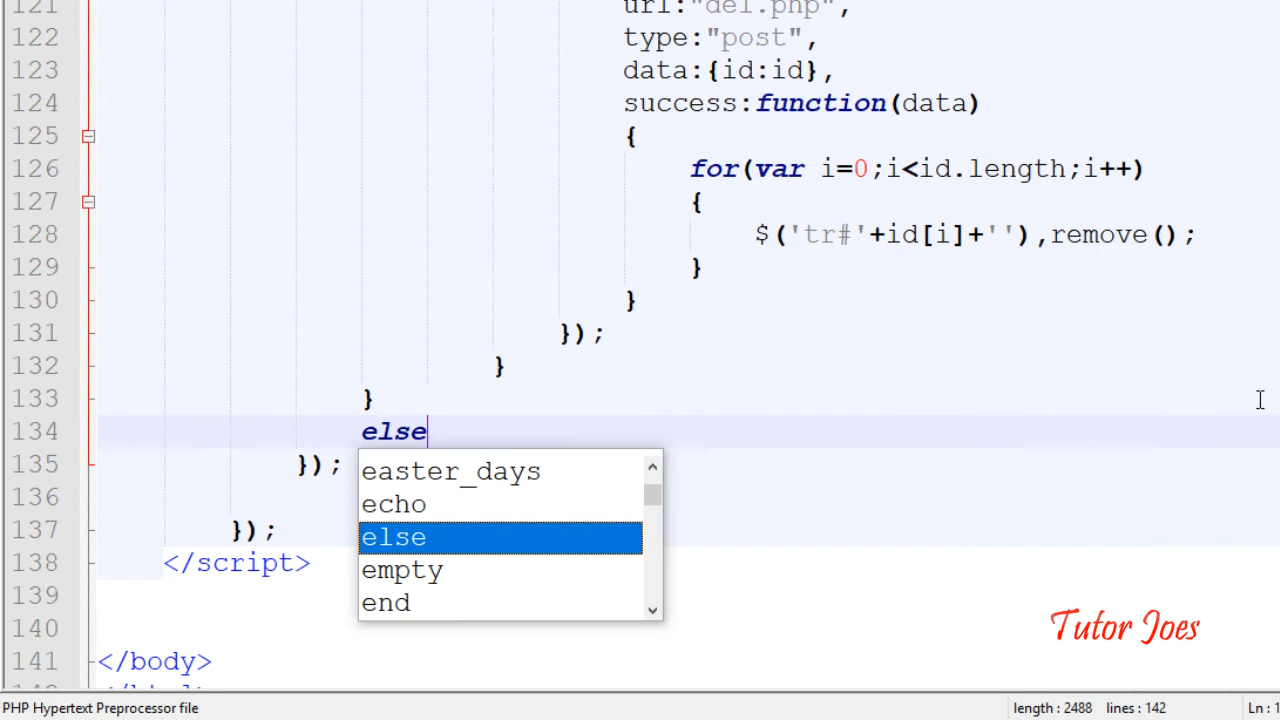 121 url:"del.php",
122 type:"post",
123 data:{id:id},
124 success:function(data)
125 {
126 for(var i=0;i<id.length;i++)
127 {
128 $('tr#'+id[i]+''),remove();
129 }
130 }
131 });
132 }
133 }
134 else
135 });
easter_days
136
echo
137 });
else
138 </script>
empty
139
end
140
Tutor Joes
141 </body>
PHP Hypertext Preprocessor file length : 2488 lines : 142 Ln : 1